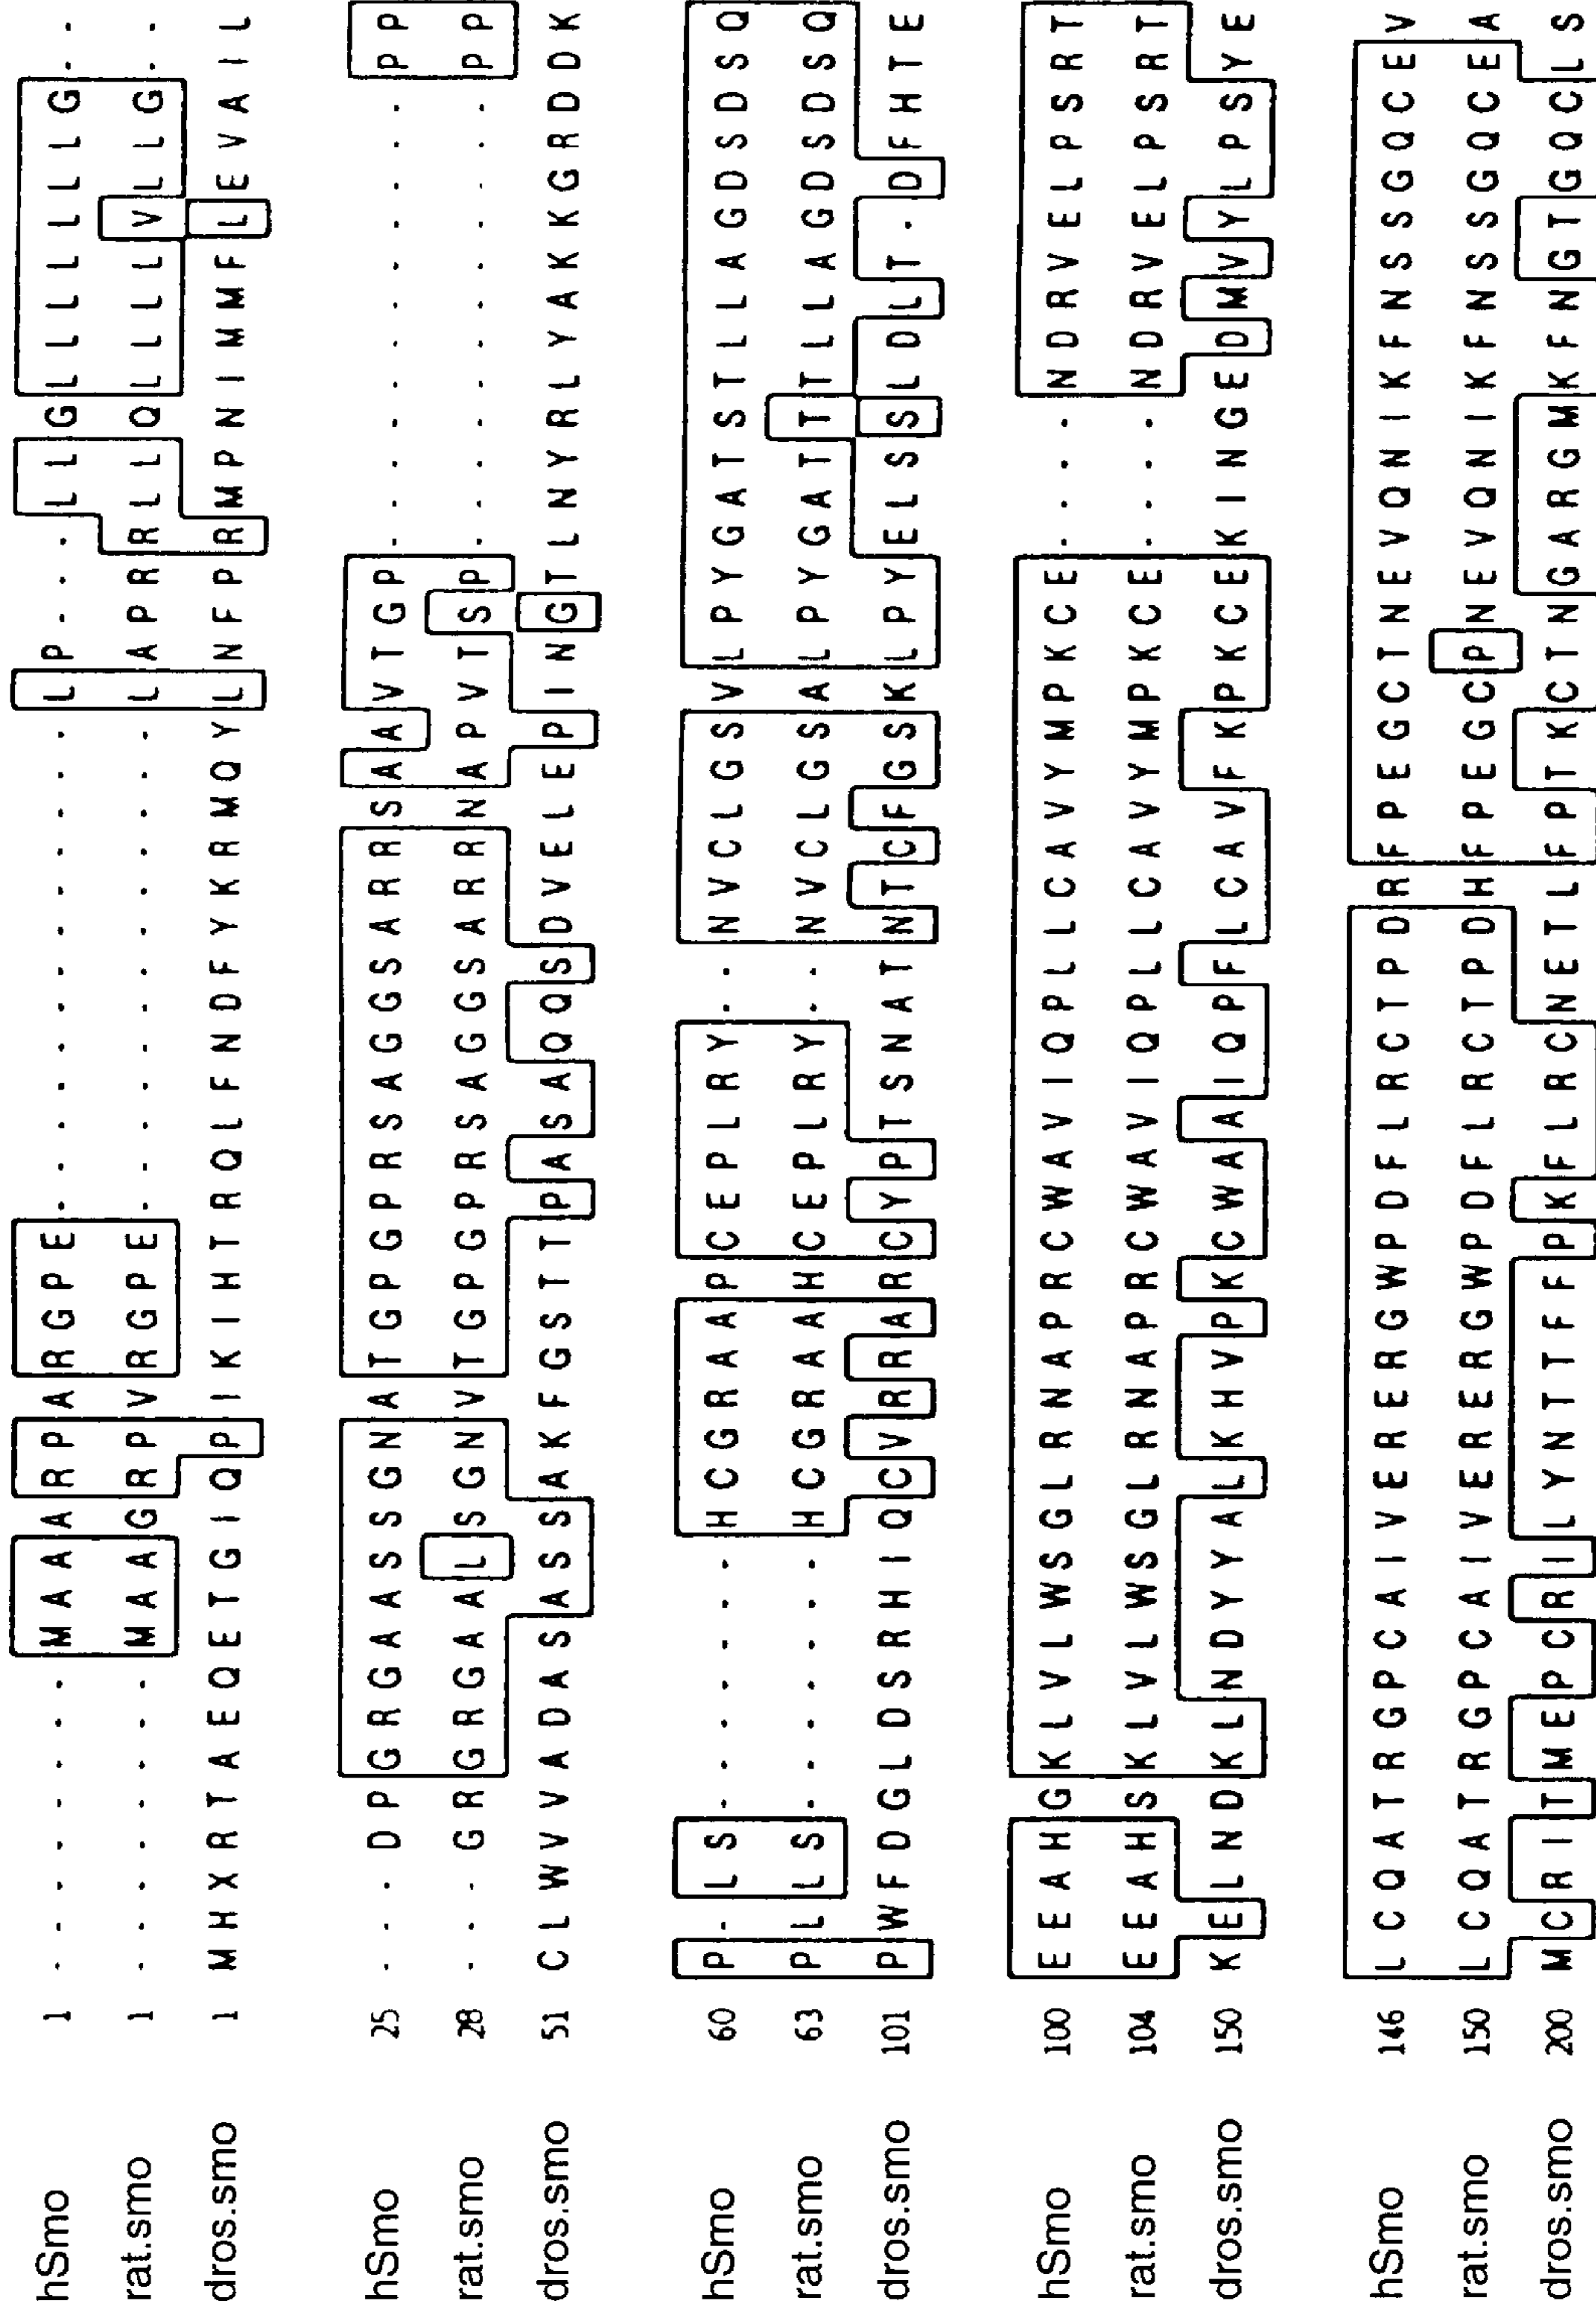 hSmo 1 . . . . . . . . M A A A R P A R G P E . . . . . . . . . . . . . L P . . . L L G L L L L L L L G . .
rat.smo 1 . . . . . . . . M A A G R P V R G P E . . . . . . . . . . . . . L A P R R L L Q L L L L V L L G . .
dros.smo 1 M H X R T A E Q E T G I Q P I K I H T R Q L F N D F Y K R M Q Y L N F P R M P N I M M F L E V A I L
hSmo 25 . . . D P G R G A A S S G N A T G P G P R S A G G S A R R S A A V T G P . . . . . . . . . . . . P P
rat.smo 28 . . . G R G R G A A L S G N V T G P G P R S A G G S A R R N A P V T S P . . . . . . . . . . . . P P
dros.smo 51 C L W V V A D A S A S S A K F G S T T P A S A Q Q S D V E L E P I N G T L N Y R L Y A K K G R D D K
hSmo 60 P . L S . . . . . . . H C G R A A P C E P L R Y . . N V C L G S V L P Y G A T S T L L A G D S D S Q
rat.smo 63 P L L S . . . . . . . H C G R A A H C E P L R Y . . N V C L G S A L P Y G A T T T L L A G D S D S Q
dros.smo 101 P W F D G L D S R H I Q C V R R A R C Y P T S N A T N T C F G S K L P Y E L S S L D L T . D F H T E
hSmo 100 E E A H G K L V L W S G L R N A P R C W A V I Q P L L C A V Y M P K C E . . . . N D R V E L P S R T
rat.smo 104 E E A H S K L V L W S G L R N A P R C W A V I Q P L L C A V Y M P K C E . . . . N D R V E L P S R T
dros.smo 150 K E L N D K L N D Y Y A L K H V P K C W A A I Q P F L C A V F K P K C E K I N G E D M V Y L P S Y E
hSmo 146 L C Q A T R G P C A I V E R E R G W P D F L R C T P D R F P E G C T N E V Q N I K F N S S G Q C E V
rat.smo 150 L C Q A T R G P C A I V E R E R G W P D F L R C T P D H F P E G C P N E V Q N I K F N S S G Q C E A
dros.smo 200 M C R I T M E P C R I L Y N T T F F P K F L R C N E T L F P T K C T N G A R G M K F N G T G Q C L S